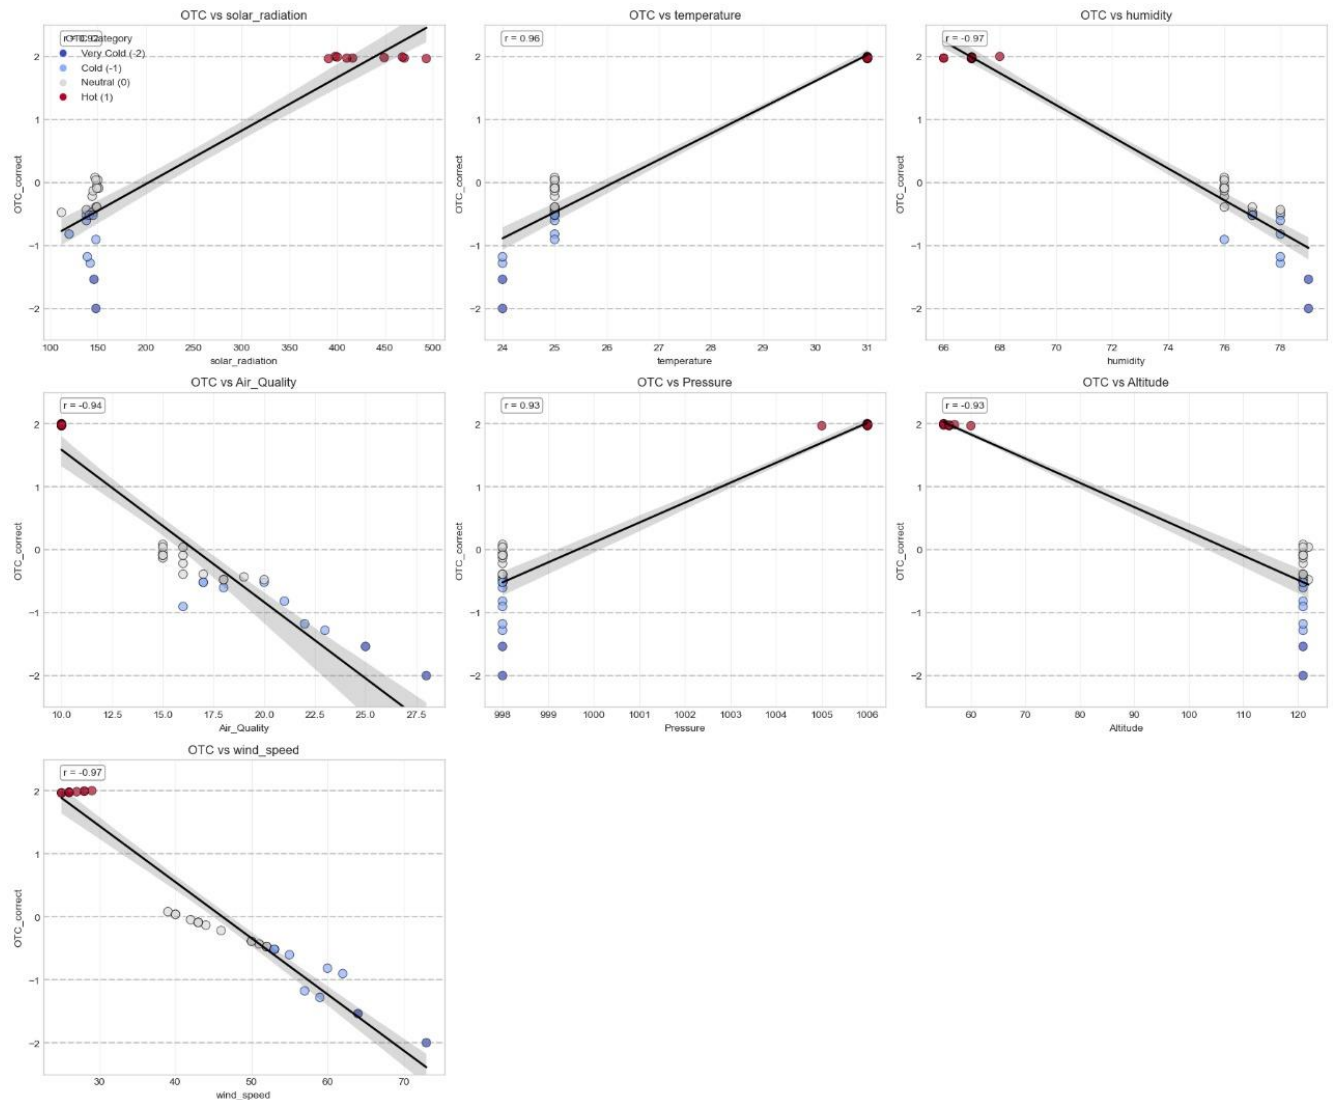 OTC vs solar_radiation
r = 0.92
OTC Category
Very Cold (-2)
Cold (-1)
Neutral (0)
Hot (1)
2
1
0
−1
−2
OTC_correct
100 150 200 250 300 350 400 450 500
solar_radiation
OTC vs temperature
r = 0.96
2
1
0
−1
−2
OTC_correct
24 25 26 27 28 29 30 31
temperature
OTC vs humidity
r = -0.97
2
1
0
−1
−2
OTC_correct
66 68 70 72 74 76 78
humidity
OTC vs Air_Quality
r = -0.94
2
1
0
−1
−2
OTC_correct
10.0 12.5 15.0 17.5 20.0 22.5 25.0 27.5
Air_Quality
OTC vs Pressure
r = 0.93
2
1
0
−1
−2
OTC_correct
998 999 1000 1001 1002 1003 1004 1005 1006
Pressure
OTC vs Altitude
r = -0.93
2
1
0
−1
−2
OTC_correct
60 70 80 90 100 110 120
Altitude
OTC vs wind_speed
r = -0.97
2
1
0
−1
−2
OTC_correct
30 40 50 60 70
wind_speed